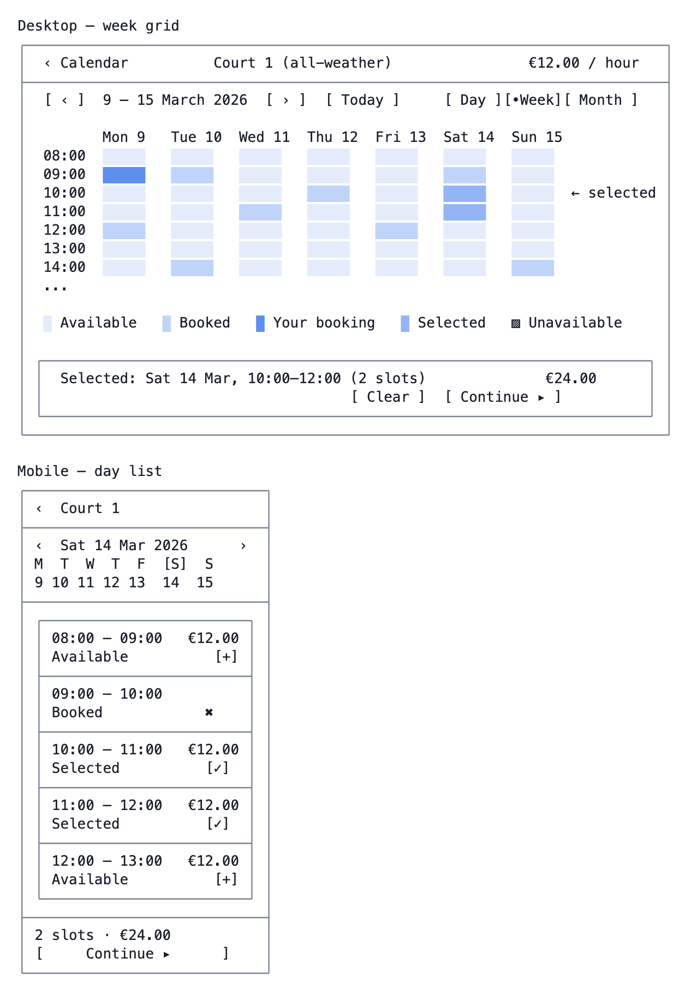 Desktop — week grid
‹ Calendar Court 1 (all–weather) €12.00 / hour
[ ‹ ] 9 – 15 March 2026 [ › ] [ Today ] [ Day ][•Week][ Month ]
Mon 9 Tue 10 Wed 11 Thu 12 Fri 13 Sat 14 Sun 15
08:00
09:00
10:00 ← selected
11:00
12:00
13:00
14:00
...
Available Booked Your booking Selected ▨ Unavailable
Selected: Sat 14 Mar, 10:00–12:00 (2 slots) €24.00
[ Clear ] [ Continue ▸ ]
Mobile — day list
‹ Court 1
‹ Sat 14 Mar 2026 ›
M T W T F [S] S
9 10 11 12 13 14 15
08:00 – 09:00 €12.00
Available [+]
09:00 – 10:00
Booked ✖
10:00 – 11:00 €12.00
Selected [✓]
11:00 – 12:00 €12.00
Selected [✓]
12:00 – 13:00 €12.00
Available [+]
2 slots · €24.00
[ Continue ▸ ]